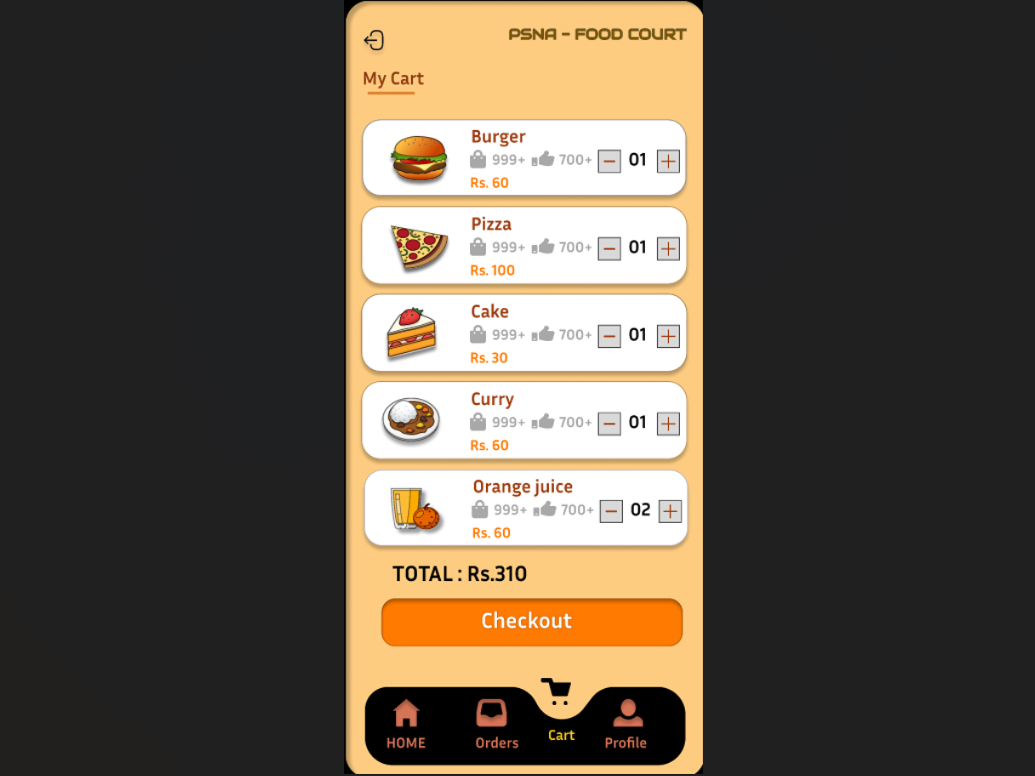 PSNA - FOOD COURT
My Cart
Burger
999+ 700+ − 01 +
Rs. 60
Pizza
999+ 700+ − 01 +
Rs. 100
Cake
999+ 700+ − 01 +
Rs. 30
Curry
999+ 700+ − 01 +
Rs. 60
Orange juice
999+ 700+ − 02 +
Rs. 60
TOTAL : Rs.310
Checkout
HOME Orders Cart Profile